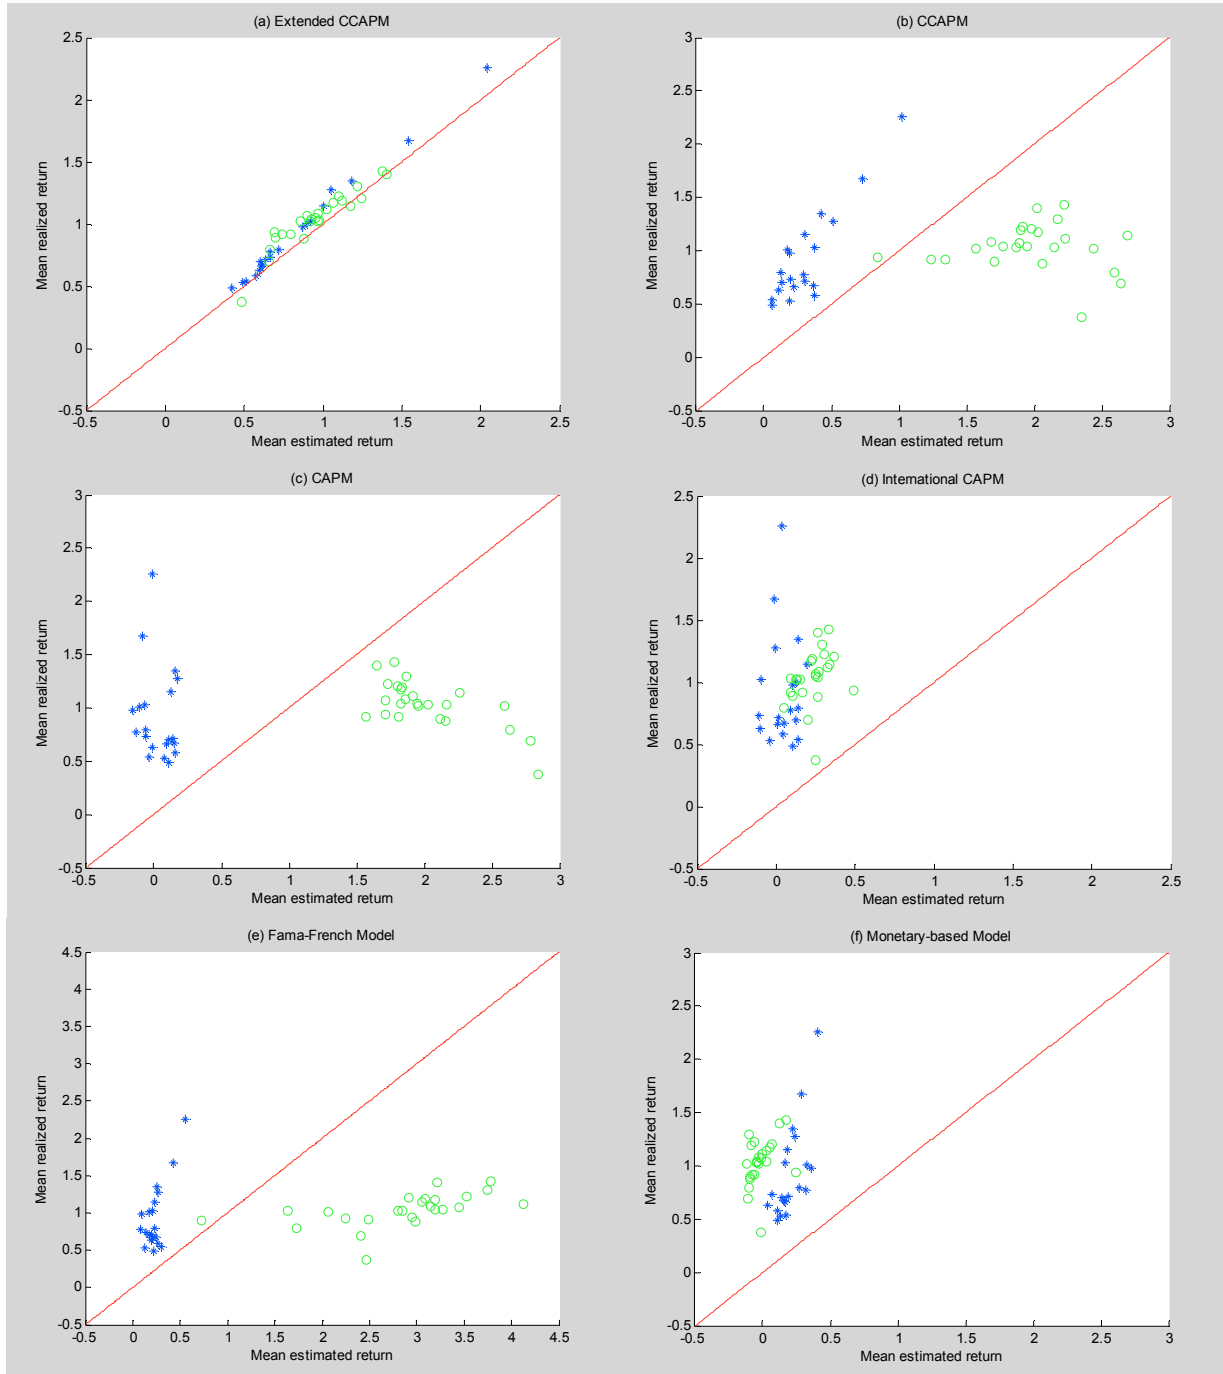 (a) Extended CCAPM
2.5
2
1.5
1
0.5
0
-0.5
Mean realized return
-0.5 0 0.5 1 1.5 2 2.5
Mean estimated return
(b) CCAPM
3
2.5
2
1.5
1
0.5
0
-0.5
Mean realized return
-0.5 0 0.5 1 1.5 2 2.5 3
Mean estimated return
(c) CAPM
3
2.5
2
1.5
1
0.5
0
-0.5
Mean realized return
-0.5 0 0.5 1 1.5 2 2.5 3
Mean estimated return
(d) International CAPM
2.5
2
1.5
1
0.5
0
-0.5
Mean realized return
-0.5 0 0.5 1 1.5 2 2.5
Mean estimated return
(e) Fama-French Model
4.5
4
3.5
3
2.5
2
1.5
1
0.5
0
-0.5
Mean realized return
-0.5 0 0.5 1 1.5 2 2.5 3 3.5 4 4.5
Mean estimated return
(f) Monetary-based Model
3
2.5
2
1.5
1
0.5
0
-0.5
Mean realized return
-0.5 0 0.5 1 1.5 2 2.5 3
Mean estimated return